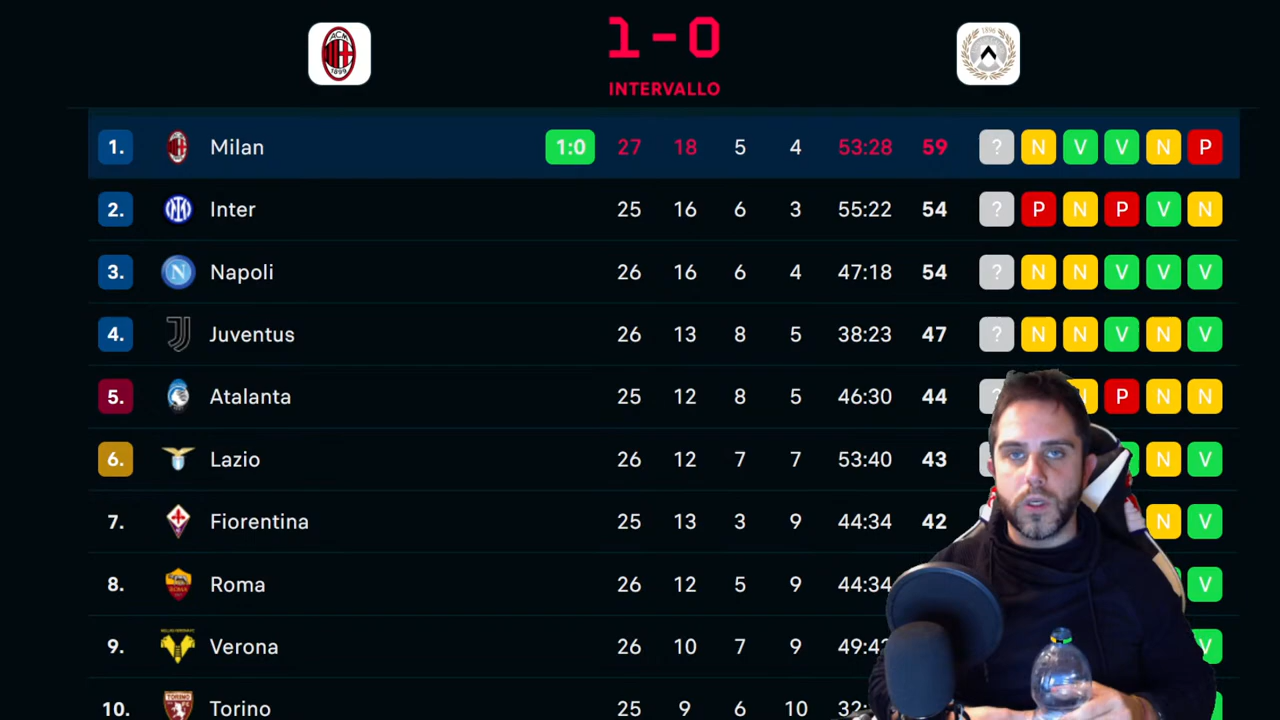 1-0
INTERVALLO
1. Milan 1:0 27 18 5 4 53:28 59 ? N V V N P
2. Inter 25 16 6 3 55:22 54 ? P N P V N
3. Napoli 26 16 6 4 47:18 54 ? N N V V V
4. Juventus 26 13 8 5 38:23 47 ? N N V N V
5. Atalanta 25 12 8 5 46:30 44 ? N P N N
6. Lazio 26 12 7 7 53:40 43 N V
7. Fiorentina 25 13 3 9 44:34 42 N V
8. Roma 26 12 5 9 44:34 V
9. Verona 26 10 7 9 V
10. Torino 25 9 6 10